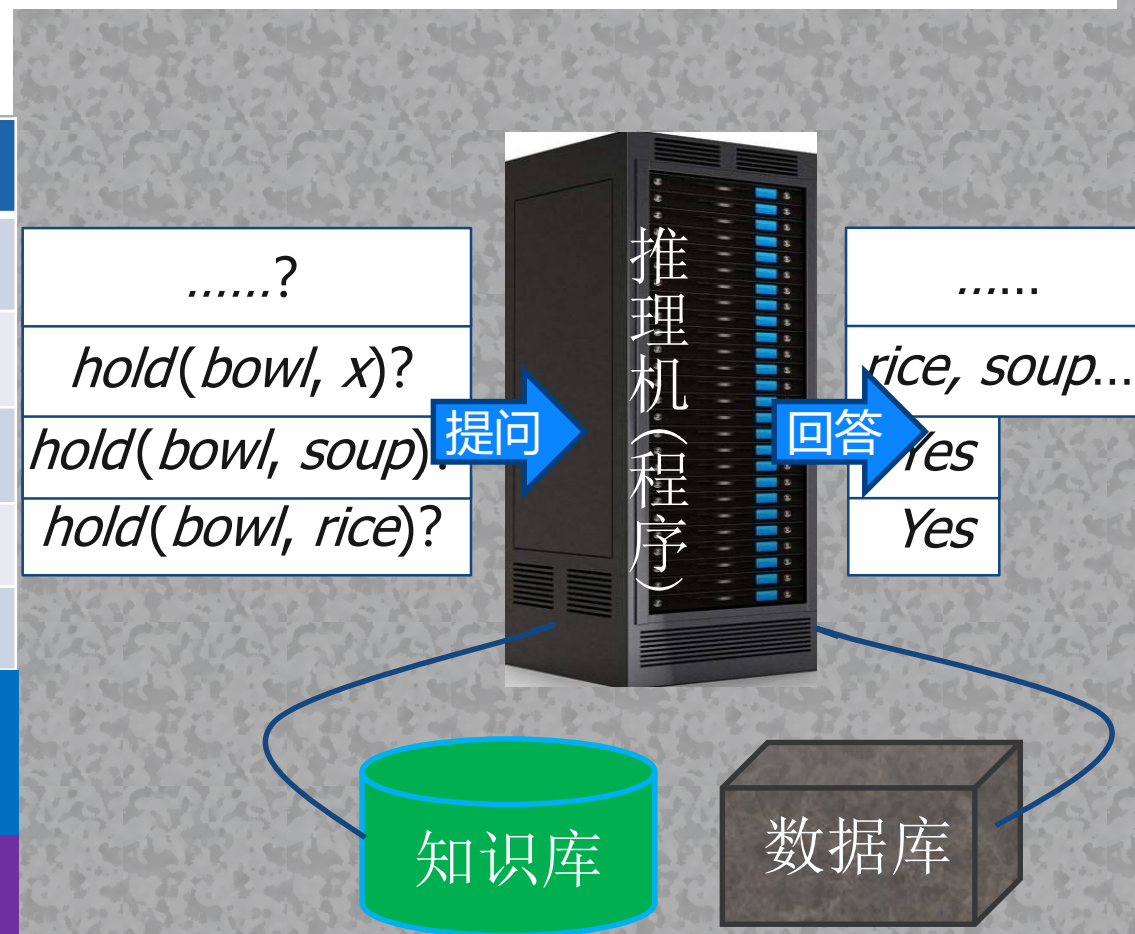 ......?
hold(bowl, x)?
hold(bowl, soup)?
hold(bowl, rice)?
提问
推理机(程序)
回答
......
rice, soup...
Yes
Yes
知识库
数据库